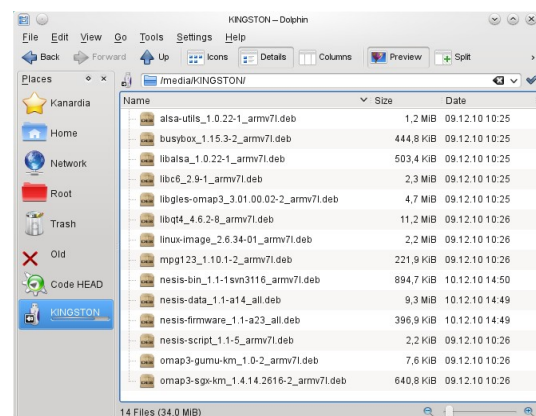 KINGSTON – Dolphin
File Edit View Go Tools Settings Help
Back Forward Up Icons Details Columns Preview Split
Places /media/KINGSTON/
Name Size Date
Kanardia
Home
Network
Root
Trash
Old
Code HEAD
KINGSTON
alsa-utils_1.0.22-1_armv7l.deb 1,2 MiB 09.12.10 10:25
busybox_1.15.3-2_armv7l.deb 444,8 KiB 09.12.10 10:25
libalsa_1.0.22-1_armv7l.deb 503,4 KiB 09.12.10 10:25
libc6_2.9-1_armv7l.deb 2,3 MiB 09.12.10 10:25
libgles-omap3_3.01.00.02-2_armv7l.deb 4,7 MiB 09.12.10 10:25
libqt4_4.6.2-8_armv7l.deb 11,2 MiB 09.12.10 10:26
linux-image_2.6.34-01_armv7l.deb 2,2 MiB 09.12.10 10:26
mpg123_1.10.1-2_armv7l.deb 221,9 KiB 09.12.10 10:26
nesis-bin_1.1-1svn3116_armv7l.deb 894,7 KiB 10.12.10 14:50
nesis-data_1.1-a14_all.deb 9,3 MiB 10.12.10 14:49
nesis-firmware_1.1-a23_all.deb 396,9 KiB 10.12.10 14:49
nesis-script_1.1-5_armv7l.deb 2,2 KiB 09.12.10 10:26
omap3-gumu-km_1.0-2_armv7l.deb 7,6 KiB 09.12.10 10:26
omap3-sgx-km_1.4.14.2616-2_armv7l.deb 640,8 KiB 09.12.10 10:26
14 Files (34,0 MiB)